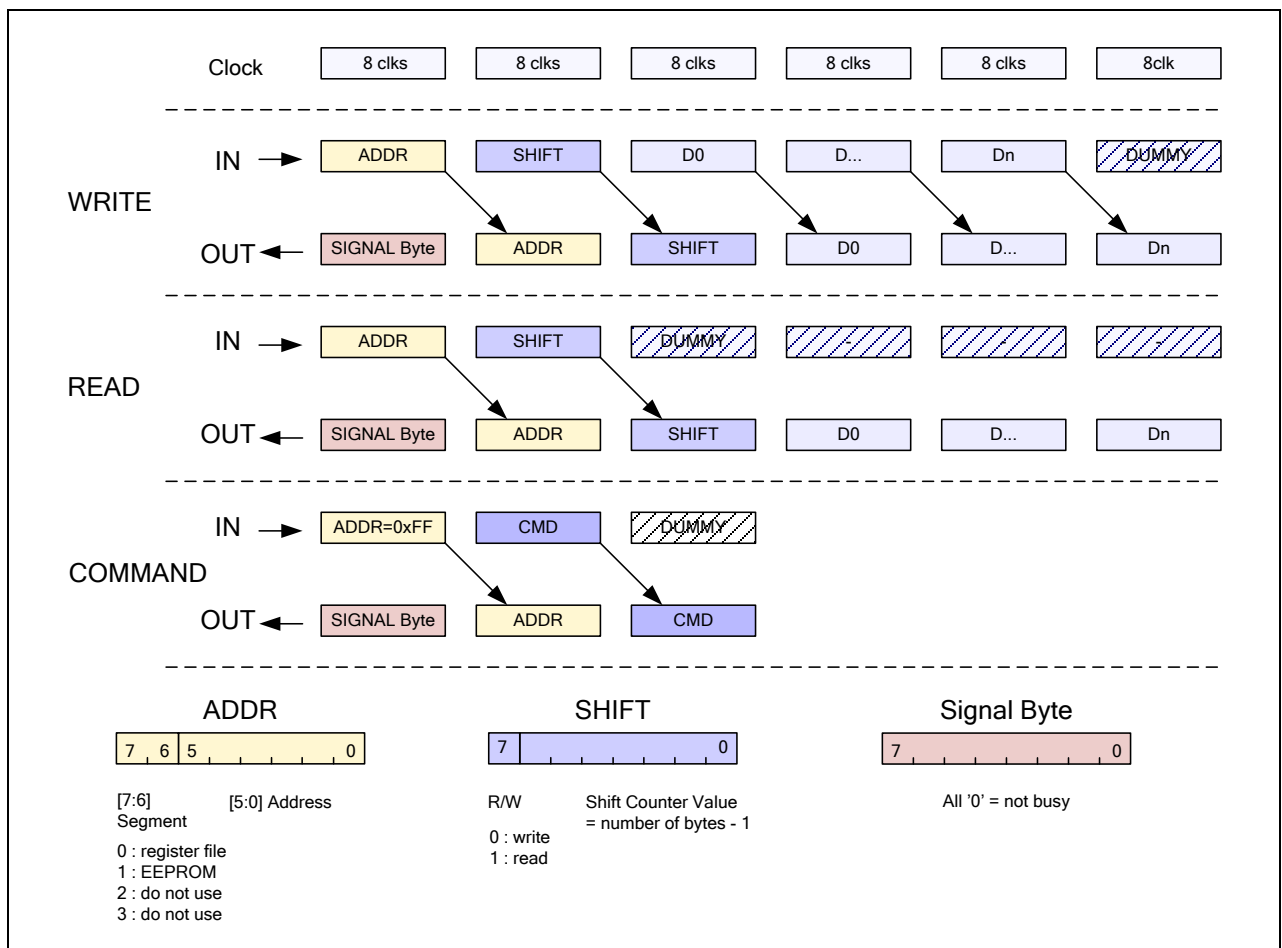 Clock 8 clks 8 clks 8 clks 8 clks 8 clks 8clk
WRITE
IN ADDR SHIFT D0 D... Dn DUMMY
OUT SIGNAL Byte ADDR SHIFT D0 D... Dn
READ
IN ADDR SHIFT DUMMY - - -
OUT SIGNAL Byte ADDR SHIFT D0 D... Dn
COMMAND
IN ADDR=0xFF CMD DUMMY
OUT SIGNAL Byte ADDR CMD
ADDR
7 6 5 0
[7:6]
Segment
[5:0] Address
0 : register file
1 : EEPROM
2 : do not use
3 : do not use
SHIFT
7 0
R/W
0 : write
1 : read
Shift Counter Value
= number of bytes - 1
Signal Byte
7 0
All '0' = not busy